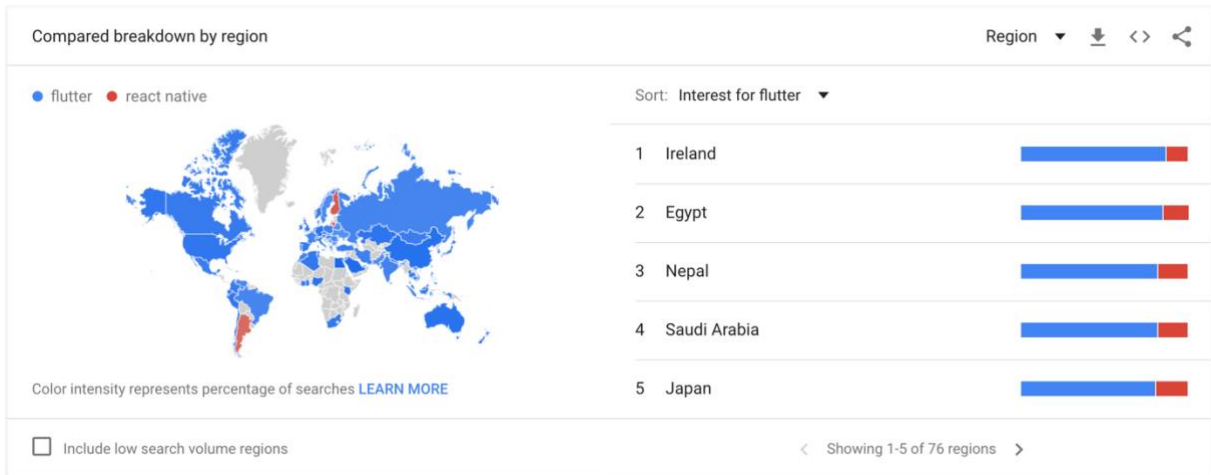 Compared breakdown by region
Region
flutter react native
Sort: Interest for flutter
1 Ireland
2 Egypt
3 Nepal
4 Saudi Arabia
5 Japan
Color intensity represents percentage of searches LEARN MORE
Include low search volume regions
Showing 1-5 of 76 regions